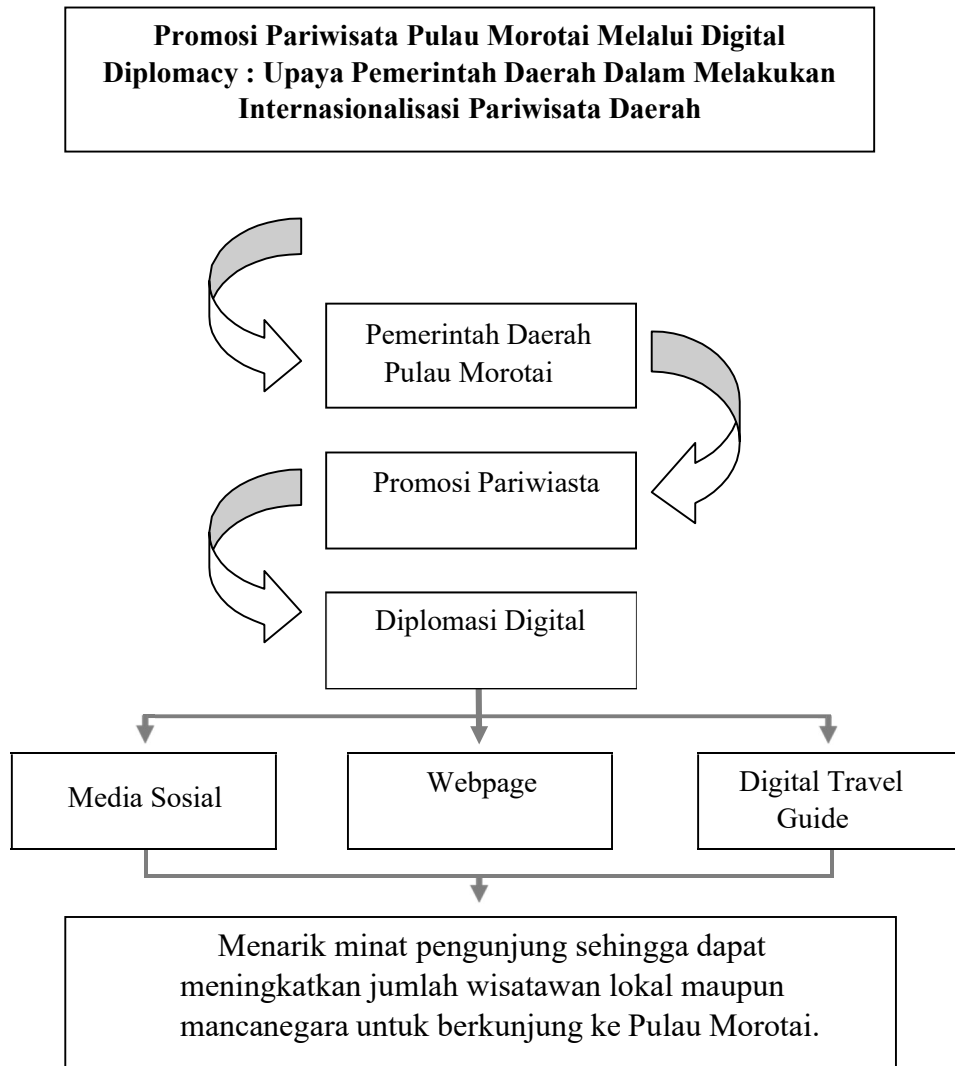 Promosi Pariwisata Pulau Morotai Melalui Digital
Diplomacy : Upaya Pemerintah Daerah Dalam Melakukan
Internasionalisasi Pariwisata Daerah
Pemerintah Daerah
Pulau Morotai
Promosi Pariwiasta
Diplomasi Digital
Media Sosial
Webpage
Digital Travel
Guide
Menarik minat pengunjung sehingga dapat
meningkatkan jumlah wisatawan lokal maupun
mancanegara untuk berkunjung ke Pulau Morotai.